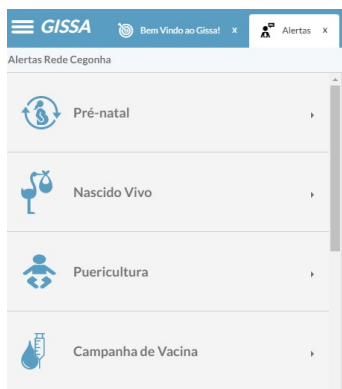 GISSA Bem Vindo ao Gissa! x Alertas x
Alertas Rede Cegonha
Pré-natal
Nascido Vivo
Puericultura
Campanha de Vacina